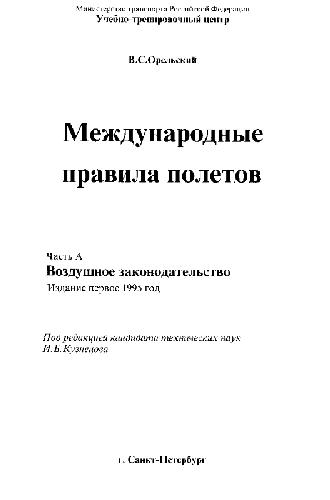 Министерство транспорта Российской Федерации
Учебно-тренировочный центр
В.С.Орельский
Международные
правила полетов
Часть А
Воздушное законодательство
Издание первое 1995 год
Под редакцией кандидата технических наук
И.Б.Кузнецова
г. Санкт-Петербург